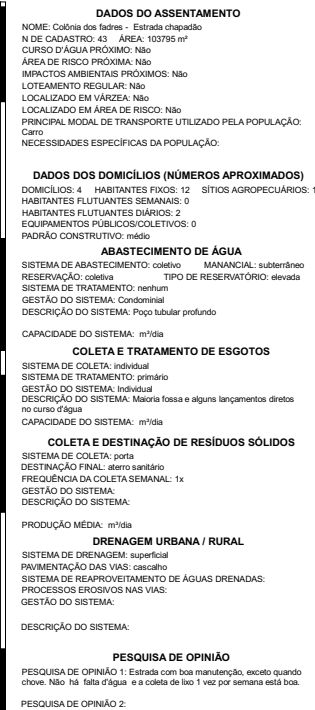 DADOS DO ASSENTAMENTO
NOME: Colônia dos fadres - Estrada chapadão
N DE CADASTRO: 43 ÁREA: 103795 m²
CURSO D'ÁGUA PRÓXIMO: Não
ÁREA DE RISCO PRÓXIMA: Não
IMPACTOS AMBIENTAIS PRÓXIMOS: Não
LOTEAMENTO REGULAR: Não
LOCALIZADO EM VÁRZEA: Não
LOCALIZADO EM ÁREA DE RISCO: Não
PRINCIPAL MODAL DE TRANSPORTE UTILIZADO PELA POPULAÇÃO:
Carro
NECESSIDADES ESPECÍFICAS DA POPULAÇÃO:
DADOS DOS DOMICÍLIOS (NÚMEROS APROXIMADOS)
DOMICÍLIOS: 4 HABITANTES FIXOS: 12 SÍTIOS AGROPECUÁRIOS: 1
HABITANTES FLUTUANTES SEMANAIS: 0
HABITANTES FLUTUANTES DIÁRIOS: 2
EQUIPAMENTOS PÚBLICOS/COLETIVOS: 0
PADRÃO CONSTRUTIVO: médio
ABASTECIMENTO DE ÁGUA
SISTEMA DE ABASTECIMENTO: coletivo MANANCIAL: subterrâneo
RESERVAÇÃO: coletiva TIPO DE RESERVATÓRIO: elevada
SISTEMA DE TRATAMENTO: nenhum
GESTÃO DO SISTEMA: Condominial
DESCRIÇÃO DO SISTEMA: Poço tubular profundo
CAPACIDADE DO SISTEMA: m³/dia
COLETA E TRATAMENTO DE ESGOTOS
SISTEMA DE COLETA: individual
SISTEMA DE TRATAMENTO: primário
GESTÃO DO SISTEMA: Individual
DESCRIÇÃO DO SISTEMA: Maioria fossa e alguns lançamentos diretos
no curso d'água
CAPACIDADE DO SISTEMA: m³/dia
COLETA E DESTINAÇÃO DE RESÍDUOS SÓLIDOS
SISTEMA DE COLETA: porta
DESTINAÇÃO FINAL: aterro sanitário
FREQUÊNCIA DA COLETA SEMANAL: 1x
GESTÃO DO SISTEMA:
DESCRIÇÃO DO SISTEMA:
PRODUÇÃO MÉDIA: m³/dia
DRENAGEM URBANA / RURAL
SISTEMA DE DRENAGEM: superficial
PAVIMENTAÇÃO DAS VIAS: cascalho
SISTEMA DE REAPROVEITAMENTO DE ÁGUAS DRENADAS:
PROCESSOS EROSIVOS NAS VIAS:
GESTÃO DO SISTEMA:
DESCRIÇÃO DO SISTEMA:
PESQUISA DE OPINIÃO
PESQUISA DE OPINIÃO 1: Estrada com boa manutenção, exceto quando
chove. Não há falta d'água e a coleta de lixo 1 vez por semana está boa.
PESQUISA DE OPINIÃO 2: